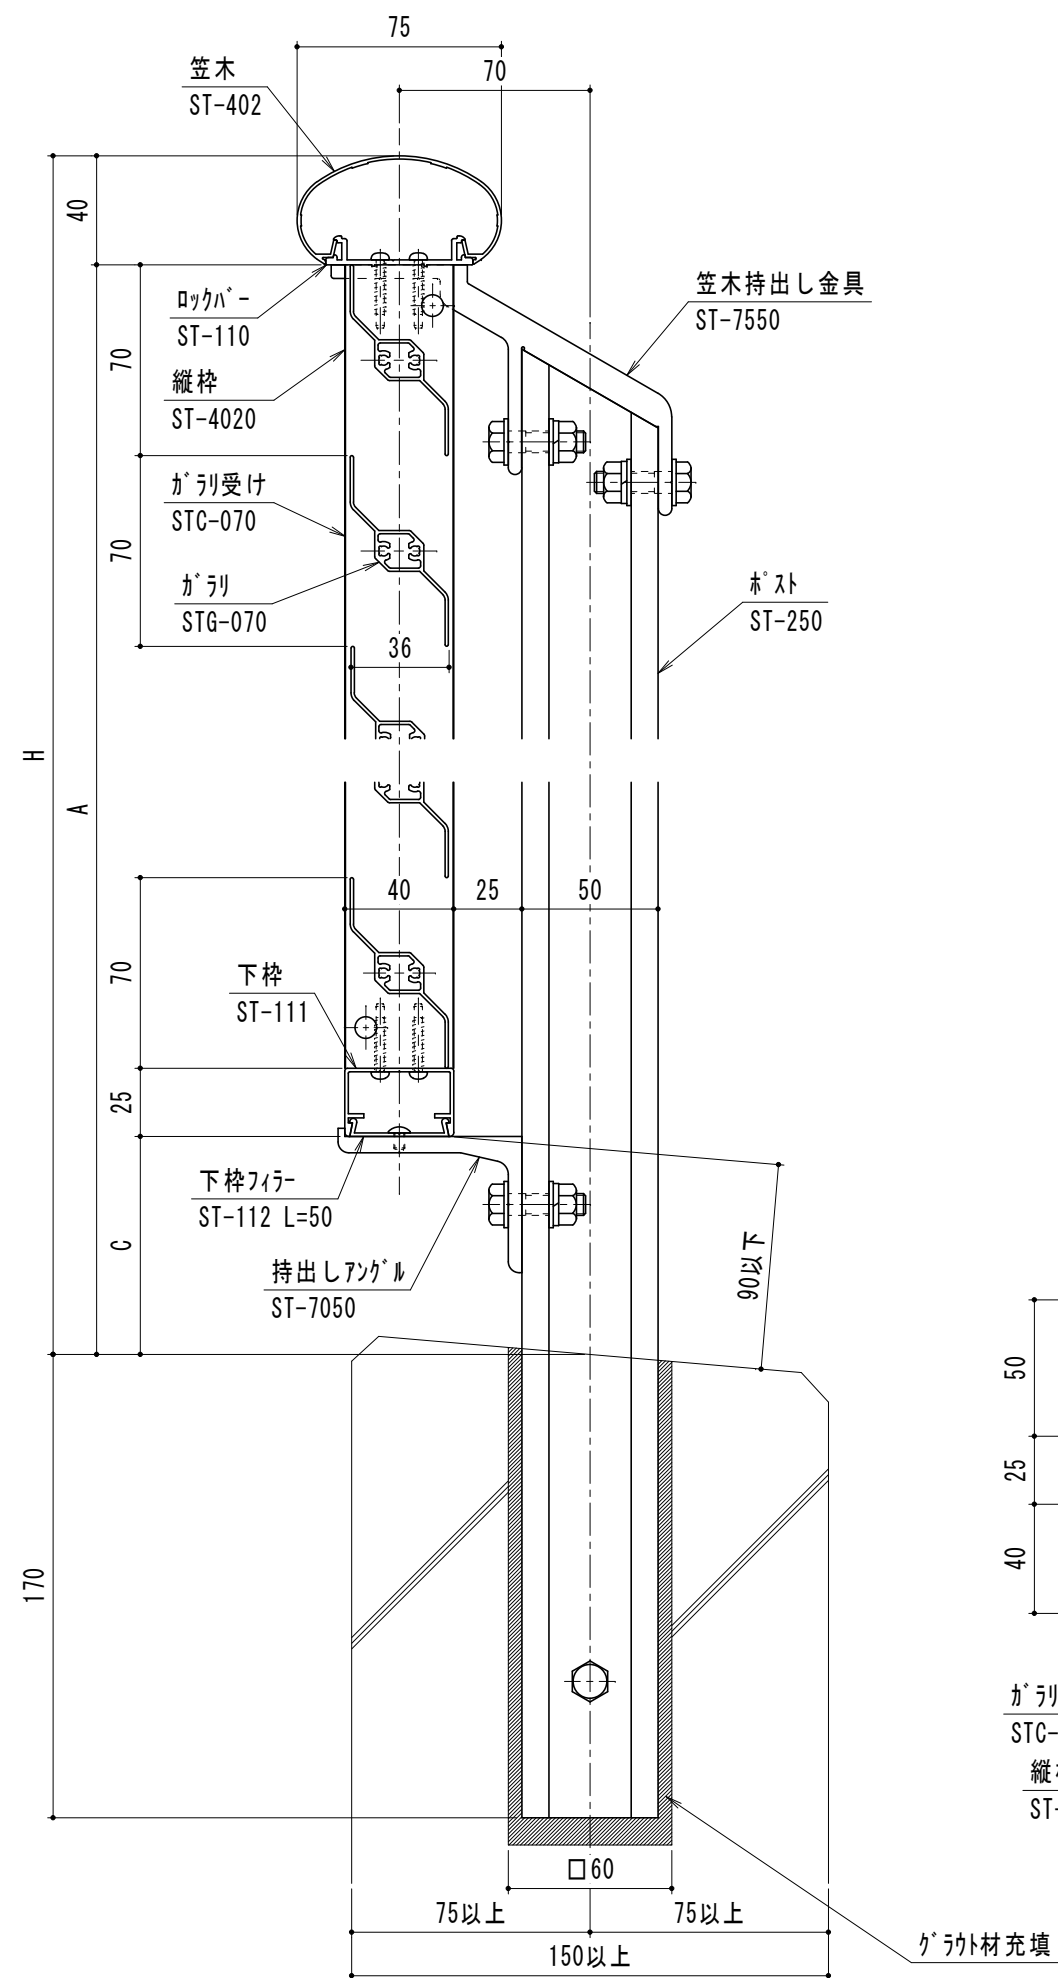 75
70
笠木
ST-402
40
笠木持出し金具
ST-7550
ロックバー
ST-110
70
縦枠
ST-4020
ガラリ受け
STC-070
70
ガラリ
STG-070
ポスト
ST-250
36
H
A
40
25
50
70
下枠
ST-111
25
下枠フィラー
ST-112 L=50
C
持出しアングル
ST-7050
90以下
50
25
40
170
ガラリ
STC-
ST-
□60
75以上
75以上
150以上
グラウト材充填